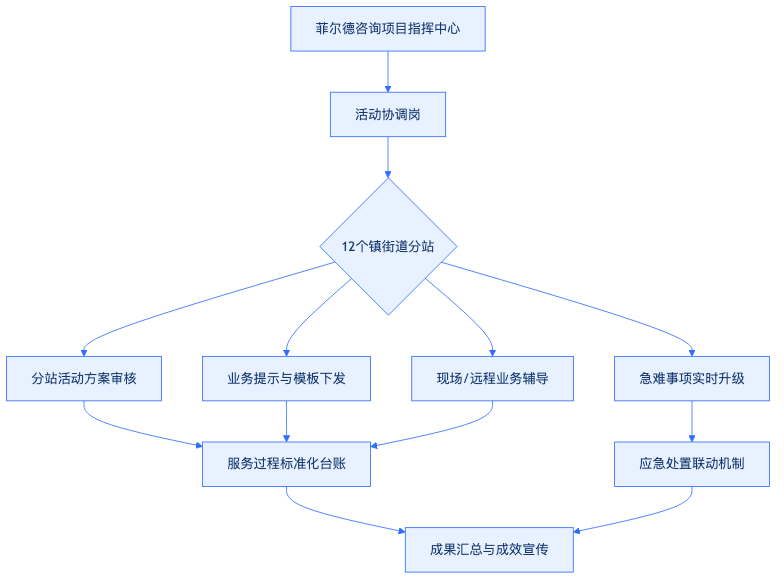 菲尔德咨询项目指挥中心
活动协调岗
12个镇街道分站
分站活动方案审核
业务提示与模板下发
现场/远程业务辅导
急难事项实时升级
服务过程标准化台账
应急处置联动机制
成果汇总与成效宣传